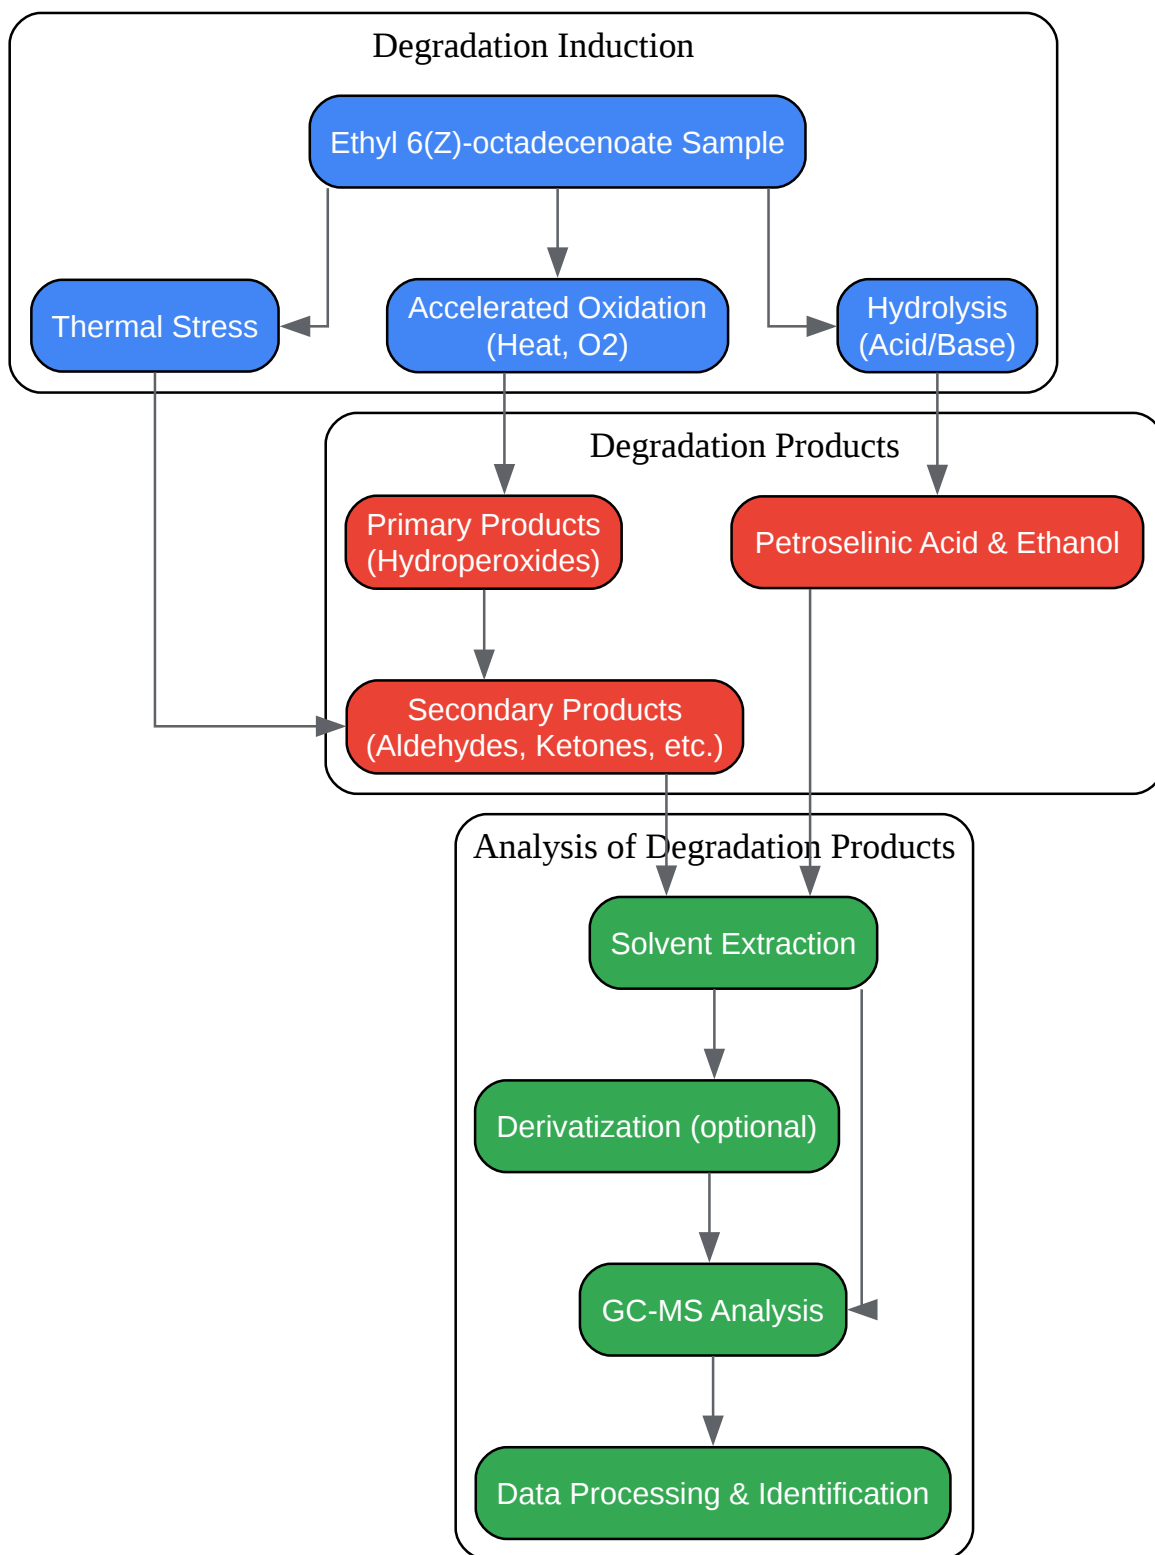 Degradation Induction
Ethyl 6(Z)-octadecenoate Sample
Thermal Stress
Accelerated Oxidation
(Heat, O2)
Hydrolysis
(Acid/Base)
Degradation Products
Primary Products
(Hydroperoxides)
Petroselinic Acid & Ethanol
Secondary Products
(Aldehydes, Ketones, etc.)
Analysis of Degradation Products
Solvent Extraction
Derivatization (optional)
GC-MS Analysis
Data Processing & Identification